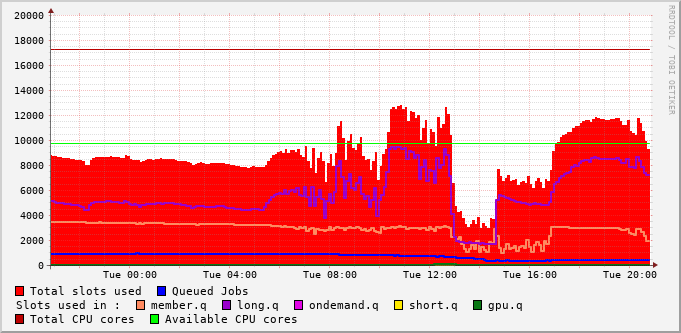 20000
18000
16000
14000
12000
10000
8000
6000
4000
2000
0
Tue 00:00 Tue 04:00 Tue 08:00 Tue 12:00 Tue 16:00 Tue 20:00
Total slots used Queued Jobs
Slots used in : member.q long.q ondemand.q short.q gpu.q
Total CPU cores Available CPU cores
RRDTOOL / TOBI OETIKER